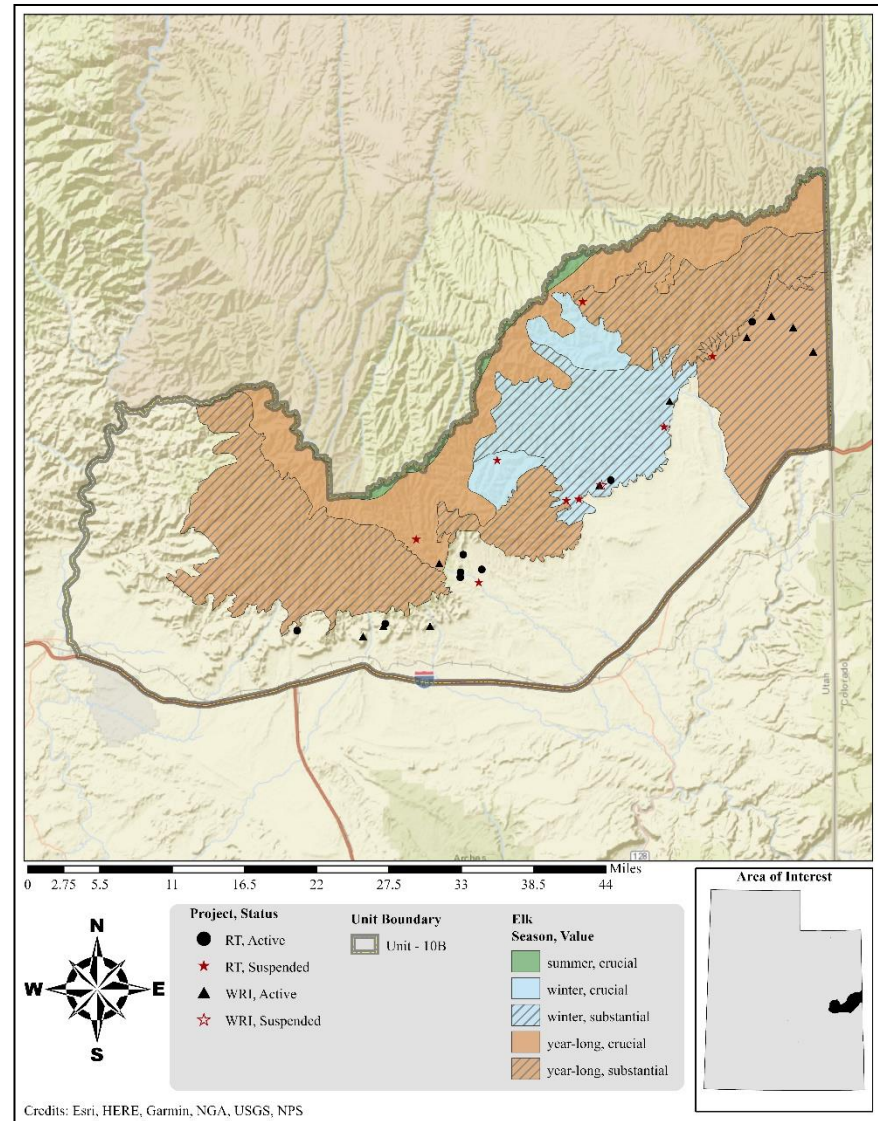 Utah
Colorado
70
Arches
128
Miles
0 2.75 5.5 11 16.5 22 27.5 33 38.5 44
N
W E
S
Project, Status
RT, Active
RT, Suspended
WRI, Active
WRI, Suspended
Unit Boundary
Unit - 10B
Elk
Season, Value
summer, crucial
winter, crucial
winter, substantial
year-long, crucial
year-long, substantial
Area of Interest
Credits: Esri, HERE, Garmin, NGA, USGS, NPS